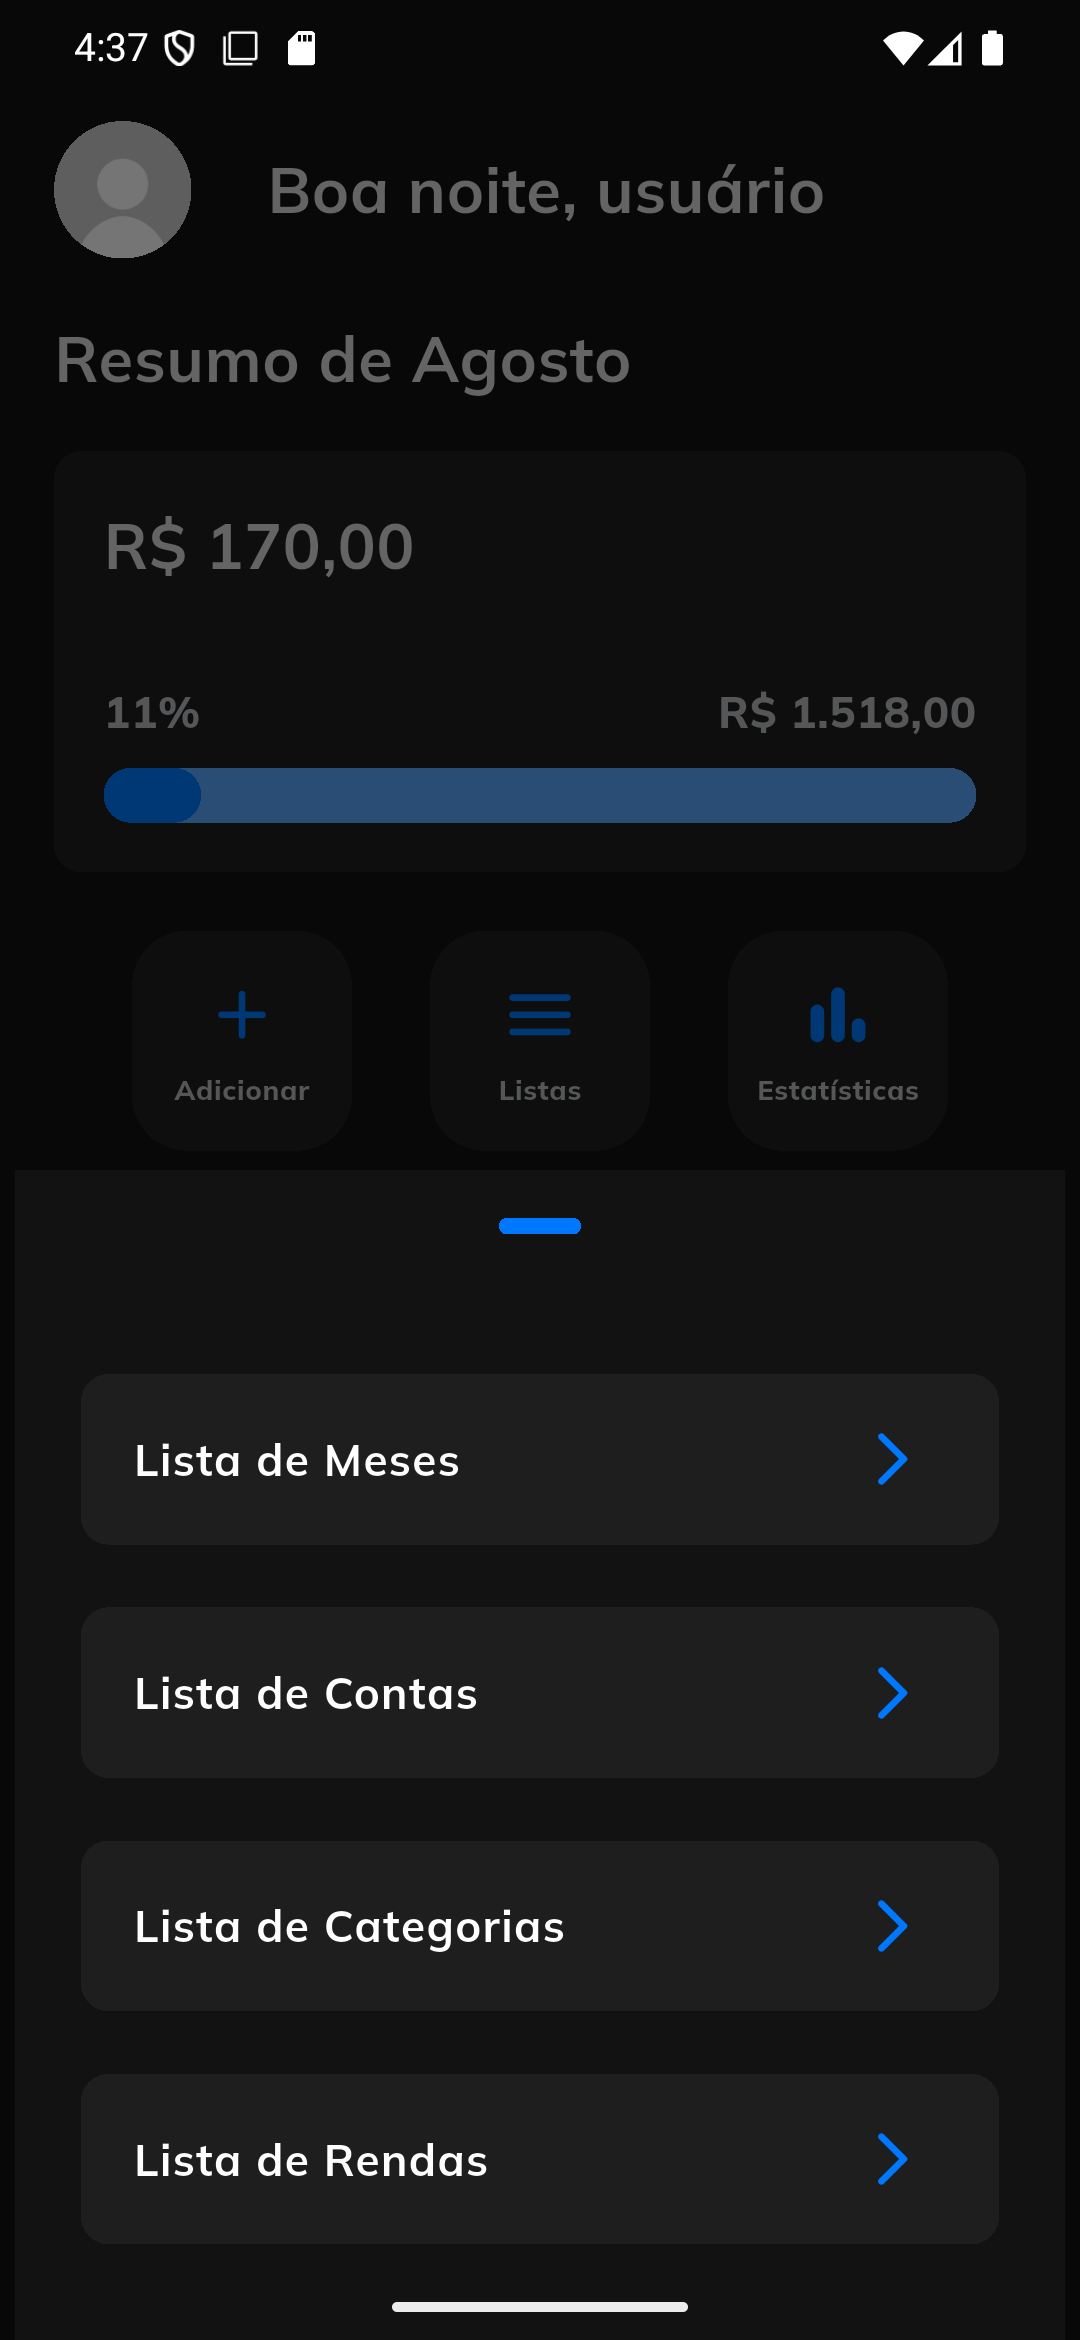 4:37
Boa noite, usuário
Resumo de Agosto
R$ 170,00
11% R$ 1.518,00
Adicionar Listas Estatísticas
Lista de Meses
Lista de Contas
Lista de Categorias
Lista de Rendas